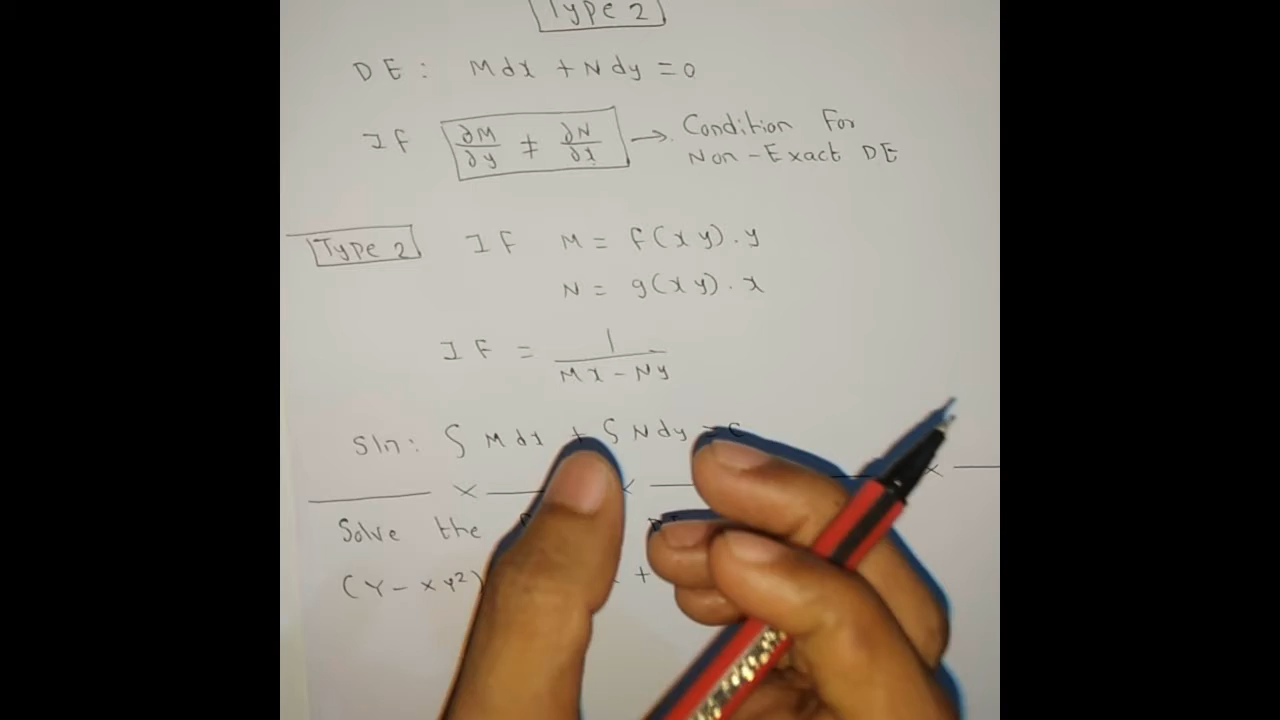 Type 2
DE: Mdx + Ndy = 0
IF ∂M/∂y ≠ ∂N/∂x → Condition For
Non-Exact DE
Type 2 IF M = f(xy).y
N = g(xy).x
IF = 1/(Mx - Ny)
Sln: ∫ Mdx + ∫ Ndy = c
Solve the
(Y - XY²) +